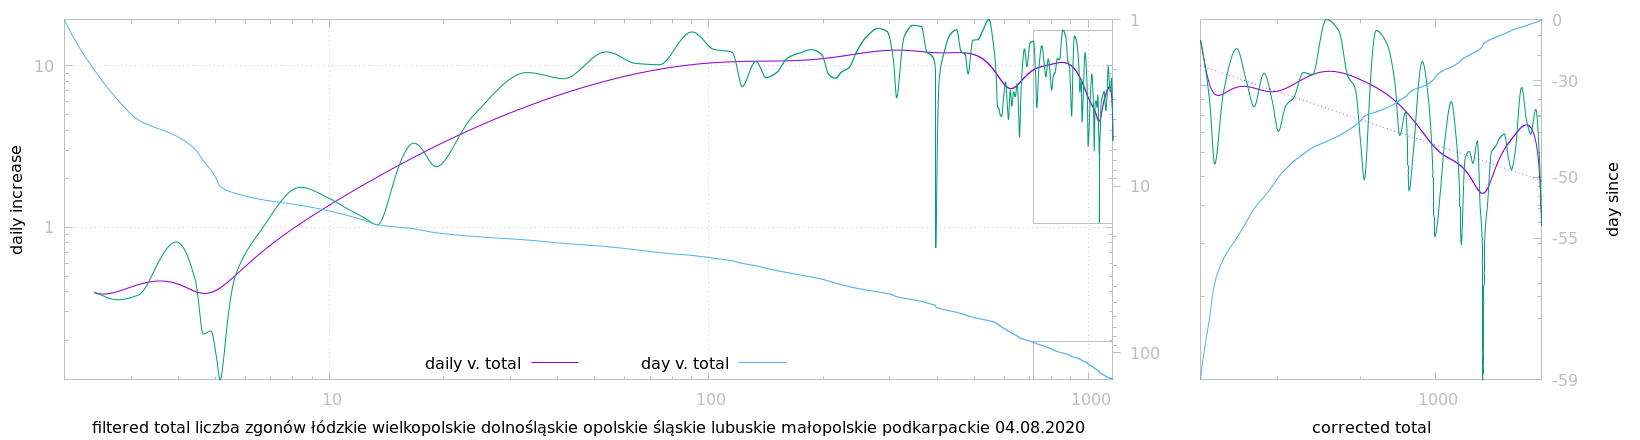 1
0
10
-30
daily increase
10
-50
day since
1
-55
daily v. total
day v. total
100
-59
10
100
1000
1000
filtered total liczba zgonów łódzkie wielkopolskie dolnośląskie opolskie śląskie lubuskie małopolskie podkarpackie 04.08.2020
corrected total